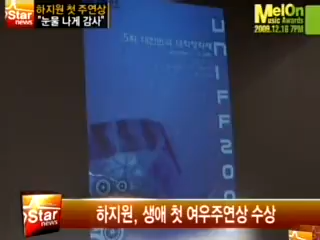 Star news
하지원 첫 주연상
"눈물 나게 감사"
MelOn
Music Awards
2009.12.16 7PM
5회 대한민국 대학영화제
UNIFF200
Star news
하지원, 생애 첫 여우주연상 수상